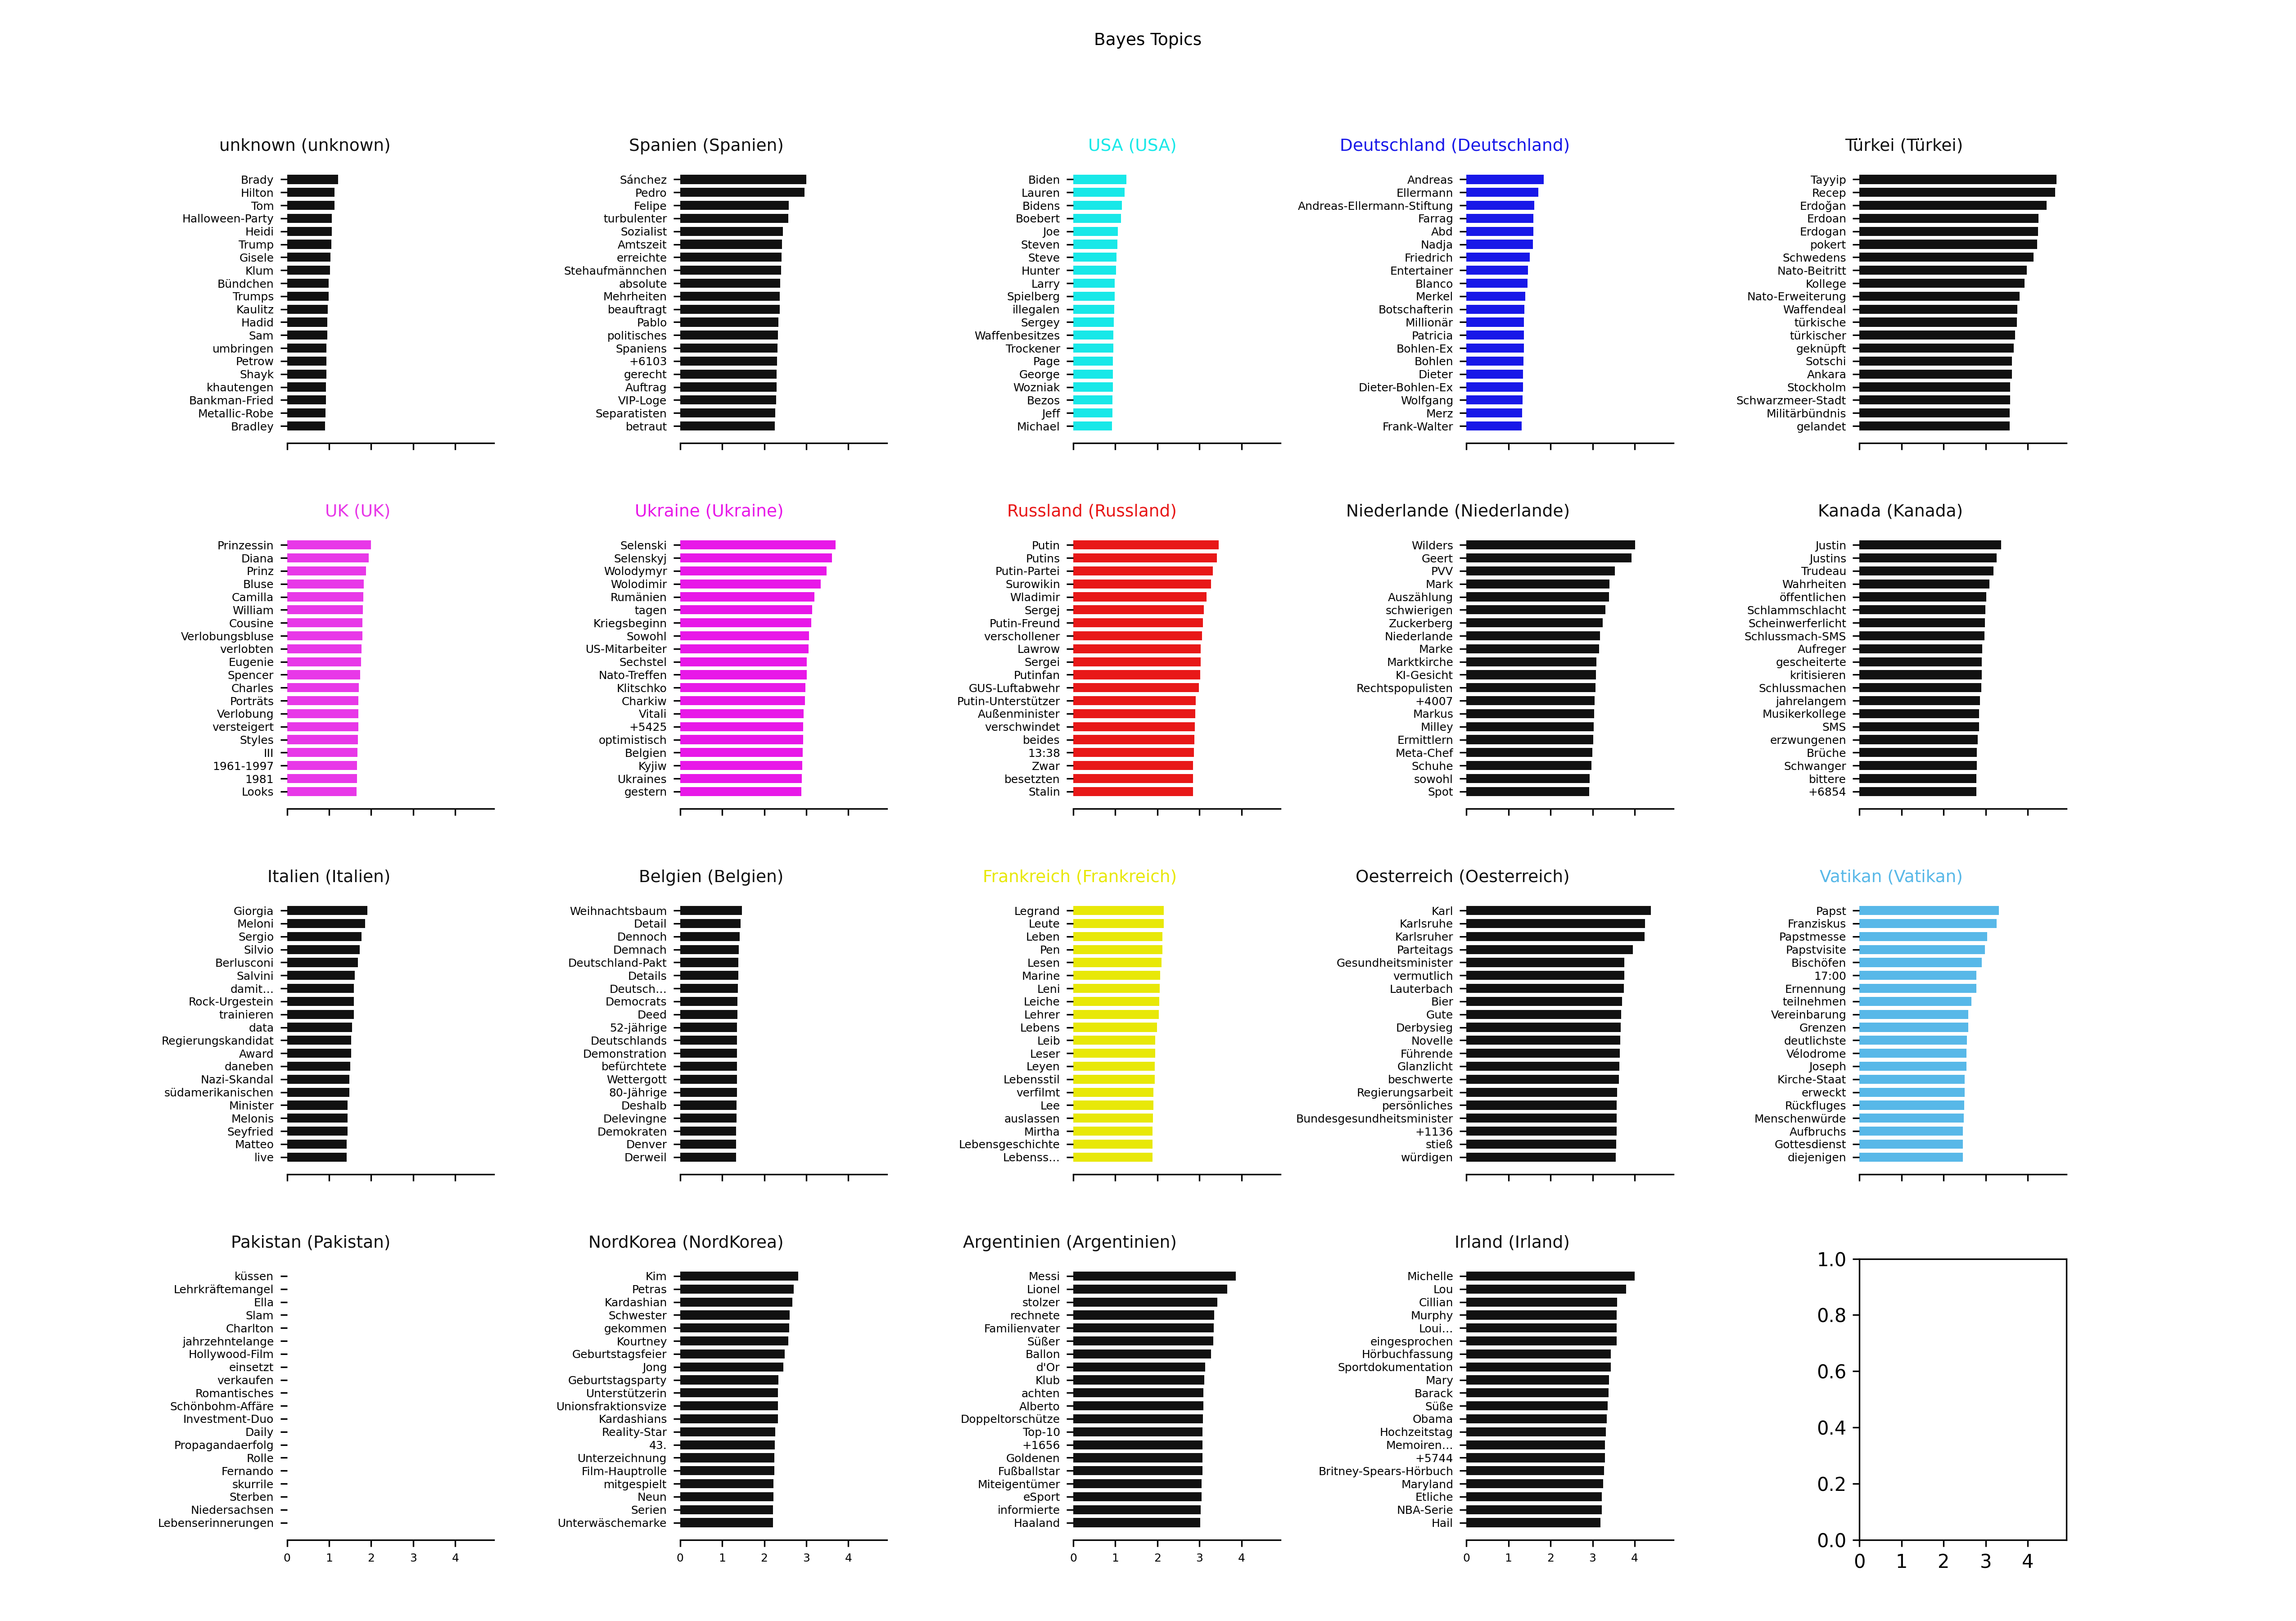 Bayes Topics
unknown (unknown)
Brady
Hilton
Tom
Halloween-Party
Heidi
Trump
Gisele
Klum
Bündchen
Trumps
Kaulitz
Hadid
Sam
umbringen
Petrow
Shayk
khautengen
Bankman-Fried
Metallic-Robe
Bradley
Spanien (Spanien)
Sánchez
Pedro
Felipe
turbulenter
Sozialist
Amtszeit
erreichte
Stehaufmännchen
absolute
Mehrheiten
beauftragt
Pablo
politisches
Spaniens
+6103
gerecht
Auftrag
VIP-Loge
Separatisten
betraut
USA (USA)
Biden
Lauren
Bidens
Boebert
Joe
Steven
Steve
Hunter
Larry
Spielberg
illegalen
Sergey
Waffenbesitzes
Trockener
Page
George
Wozniak
Bezos
Jeff
Michael
Deutschland (Deutschland)
Andreas
Ellermann
Andreas-Ellermann-Stiftung
Farrag
Abd
Nadja
Friedrich
Entertainer
Blanco
Merkel
Botschafterin
Millionär
Patricia
Bohlen-Ex
Bohlen
Dieter
Dieter-Bohlen-Ex
Wolfgang
Merz
Frank-Walter
Türkei (Türkei)
Tayyip
Recep
Erdoğan
Erdoan
Erdogan
pokert
Schwedens
Nato-Beitritt
Kollege
Nato-Erweiterung
Waffendeal
türkische
türkischer
geknüpft
Sotschi
Ankara
Stockholm
Schwarzmeer-Stadt
Militärbündnis
gelandet
UK (UK)
Prinzessin
Diana
Prinz
Bluse
Camilla
William
Cousine
Verlobungsbluse
verlobten
Eugenie
Spencer
Charles
Porträts
Verlobung
versteigert
Styles
III
1961-1997
1981
Looks
Ukraine (Ukraine)
Selenski
Selenskyj
Wolodymyr
Wolodimir
Rumänien
tagen
Kriegsbeginn
Sowohl
US-Mitarbeiter
Sechstel
Nato-Treffen
Klitschko
Charkiw
Vitali
+5425
optimistisch
Belgien
Kyjiw
Ukraines
gestern
Russland (Russland)
Putin
Putins
Putin-Partei
Surowikin
Wladimir
Sergej
Putin-Freund
verschollener
Lawrow
Sergei
Putinfan
GUS-Luftabwehr
Putin-Unterstützer
Außenminister
verschwindet
beides
13:38
Zwar
besetzten
Stalin
Niederlande (Niederlande)
Wilders
Geert
PVV
Mark
Auszählung
schwierigen
Zuckerberg
Niederlande
Marke
Marktkirche
KI-Gesicht
Rechtspopulisten
+4007
Markus
Milley
Ermittlern
Meta-Chef
Schuhe
sowohl
Spot
Kanada (Kanada)
Justin
Justins
Trudeau
Wahrheiten
öffentlichen
Schlammschlacht
Scheinwerferlicht
Schlussmach-SMS
Aufreger
gescheiterte
kritisieren
Schlussmachen
jahrelangem
Musikerkollege
SMS
erzwungenen
Brüche
Schwanger
bittere
+6854
Italien (Italien)
Giorgia
Meloni
Sergio
Silvio
Berlusconi
Salvini
damit...
Rock-Urgestein
trainieren
data
Regierungskandidat
Award
daneben
Nazi-Skandal
südamerikanischen
Minister
Melonis
Seyfried
Matteo
live
Belgien (Belgien)
Weihnachtsbaum
Detail
Dennoch
Demnach
Deutschland-Pakt
Details
Deutsch...
Democrats
Deed
52-jährige
Deutschlands
Demonstration
befürchtete
Wettergott
80-Jährige
Deshalb
Delevingne
Demokraten
Denver
Derweil
Frankreich (Frankreich)
Legrand
Leute
Leben
Pen
Lesen
Marine
Leni
Leiche
Lehrer
Lebens
Leib
Leser
Leyen
Lebensstil
verfilmt
Lee
auslassen
Mirtha
Lebensgeschichte
Lebenss...
Oesterreich (Oesterreich)
Karl
Karlsruhe
Karlsruher
Parteitags
Gesundheitsminister
vermutlich
Lauterbach
Bier
Gute
Derbysieg
Novelle
Führende
Glanzlicht
beschwerte
Regierungsarbeit
persönliches
Bundesgesundheitsminister
+1136
stieß
würdigen
Vatikan (Vatikan)
Papst
Franziskus
Papstmesse
Papstvisite
Bischöfen
17:00
Ernennung
teilnehmen
Vereinbarung
Grenzen
deutlichste
Vélodrome
Joseph
Kirche-Staat
erweckt
Rückfluges
Menschenwürde
Aufbruchs
Gottesdienst
diejenigen
Pakistan (Pakistan)
küssen
Lehrkräftemangel
Ella
Slam
Charlton
jahrzehntelange
Hollywood-Film
einsetzt
verkaufen
Romantisches
Schönbohm-Affäre
Investment-Duo
Daily
Propagandaerfolg
Rolle
Fernando
skurrile
Sterben
Niedersachsen
Lebenserinnerungen
0 1 2 3 4
NordKorea (NordKorea)
Kim
Petras
Kardashian
Schwester
gekommen
Kourtney
Geburtstagsfeier
Jong
Geburtstagsparty
Unterstützerin
Unionsfraktionsvize
Kardashians
Reality-Star
43.
Unterzeichnung
Film-Hauptrolle
mitgespielt
Neun
Serien
Unterwäschemarke
0 1 2 3 4
Argentinien (Argentinien)
Messi
Lionel
stolzer
rechnete
Familienvater
Süßer
Ballon
d'Or
Klub
achten
Alberto
Doppeltorschütze
Top-10
+1656
Goldenen
Fußballstar
Miteigentümer
eSport
informierte
Haaland
0 1 2 3 4
Irland (Irland)
Michelle
Lou
Cillian
Murphy
Loui...
eingesprochen
Hörbuchfassung
Sportdokumentation
Mary
Barack
Süße
Obama
Hochzeitstag
Memoiren...
+5744
Britney-Spears-Hörbuch
Maryland
Etliche
NBA-Serie
Hail
0 1 2 3 4
1.0
0.8
0.6
0.4
0.2
0.0
0 1 2 3 4